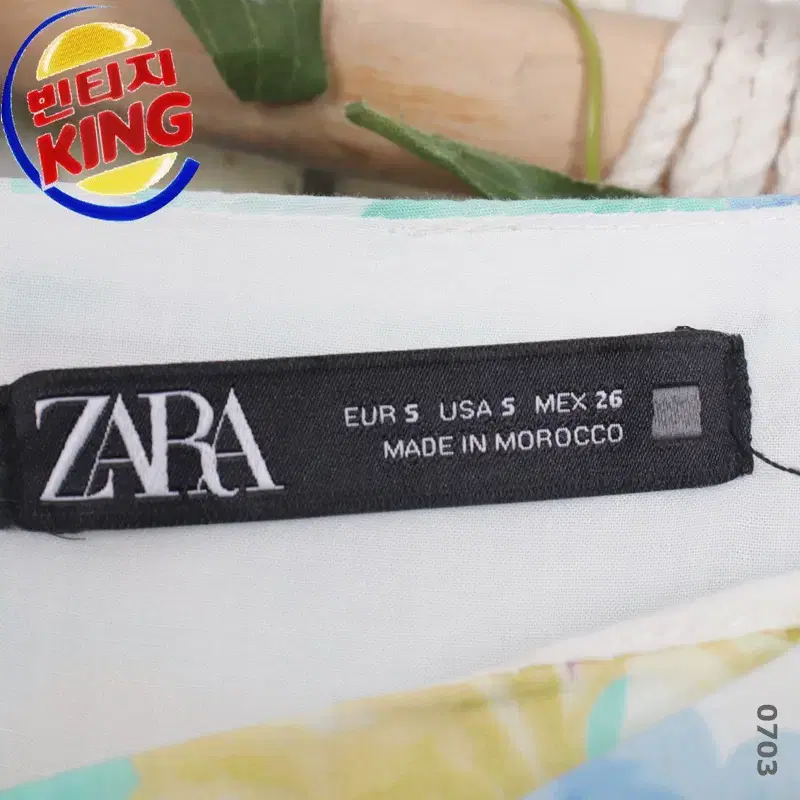 빈티지
KING
ZARA
EUR S USA S MEX 26
MADE IN MOROCCO
0703